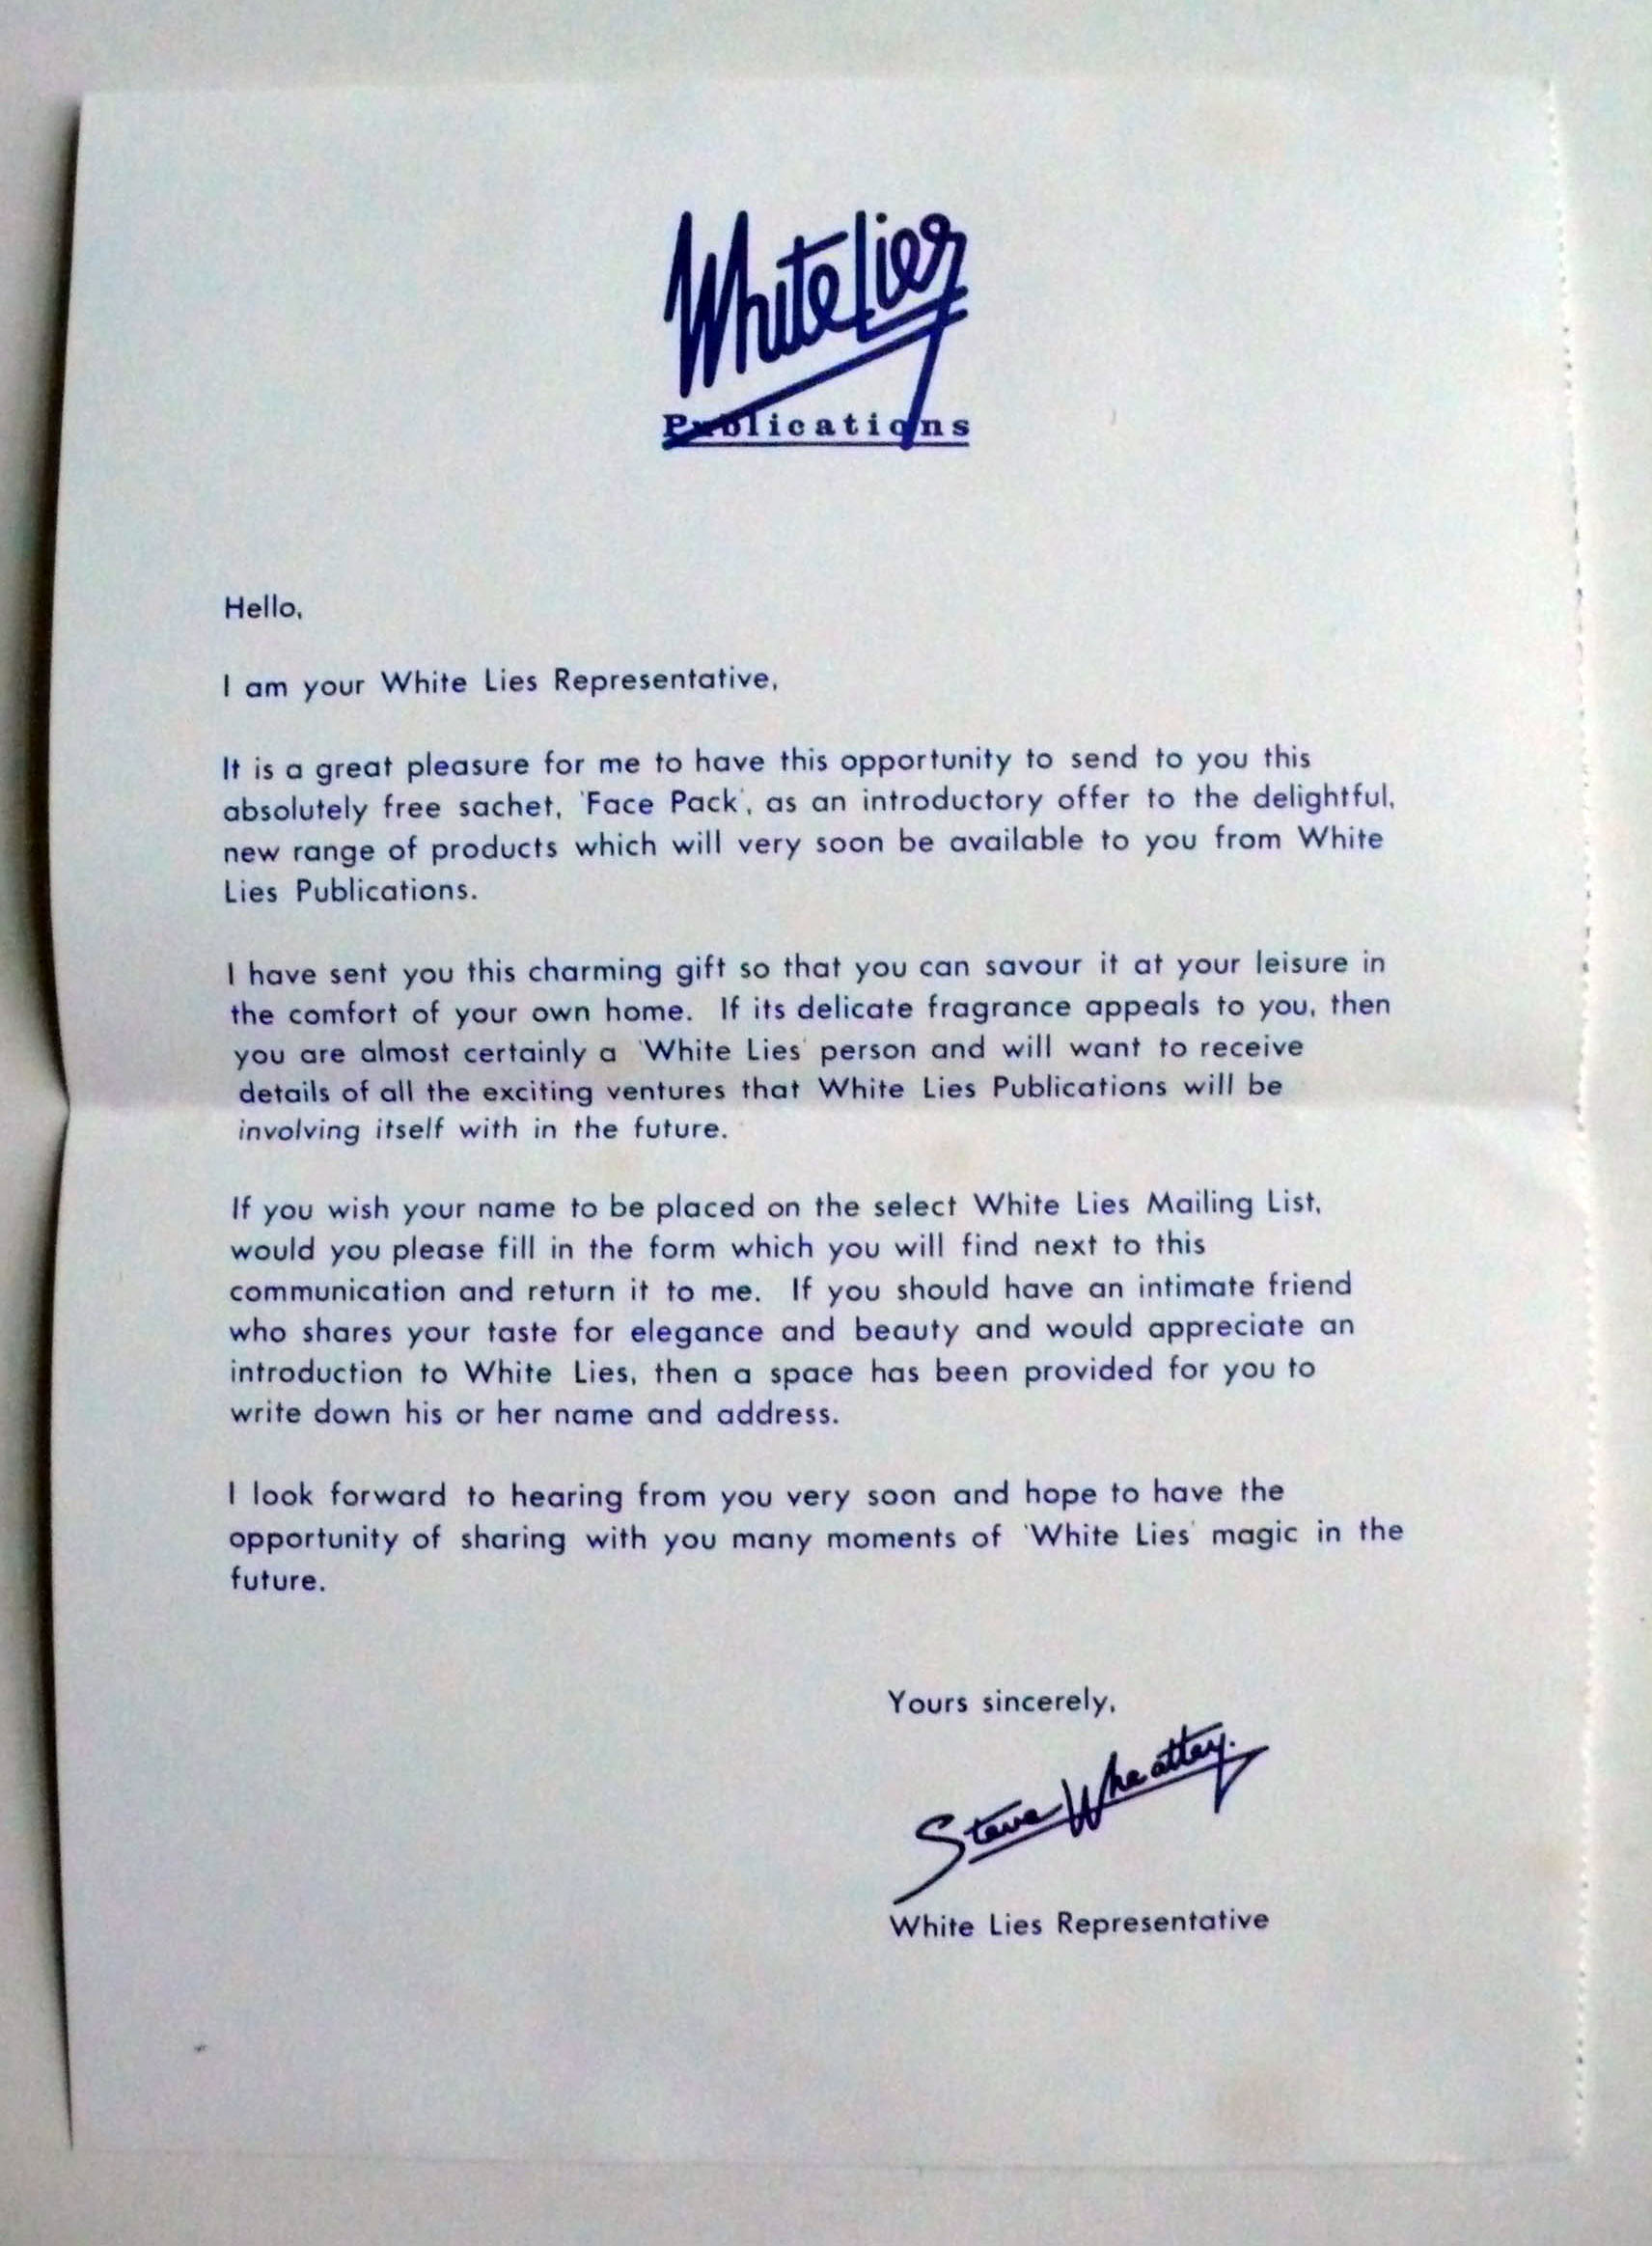 White Lies
Publications
Hello,
I am your White Lies Representative,
It is a great pleasure for me to have this opportunity to send to you this
absolutely free sachet, 'Face Pack', as an introductory offer to the delightful,
new range of products which will very soon be available to you from White
Lies Publications.
I have sent you this charming gift so that you can savour it at your leisure in
the comfort of your own home. If its delicate fragrance appeals to you, then
you are almost certainly a 'White Lies' person and will want to receive
details of all the exciting ventures that White Lies Publications will be
involving itself with in the future.
If you wish your name to be placed on the select White Lies Mailing List,
would you please fill in the form which you will find next to this
communication and return it to me. If you should have an intimate friend
who shares your taste for elegance and beauty and would appreciate an
introduction to White Lies, then a space has been provided for you to
write down his or her name and address.
I look forward to hearing from you very soon and hope to have the
opportunity of sharing with you many moments of 'White Lies' magic in the
future.
Yours sincerely,
Steve Wheatley.
White Lies Representative